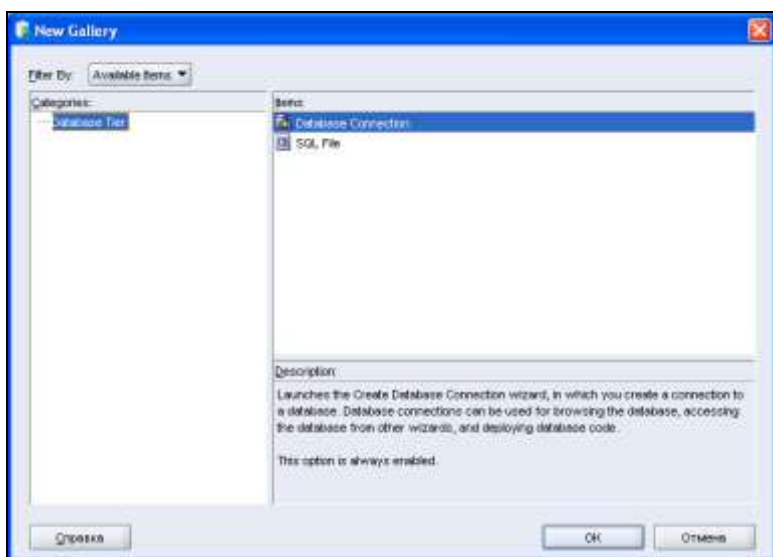 New Gallery
Filter By: Available Items
Categories:
Database Tier
Items:
Database Connection
SQL File
Description:
Launches the Create Database Connection wizard, in which you create a connection to
a database. Database connections can be used for browsing the database, accessing
the database from other wizards, and deploying database code.
This option is always enabled.
Справка
OK
Отмена